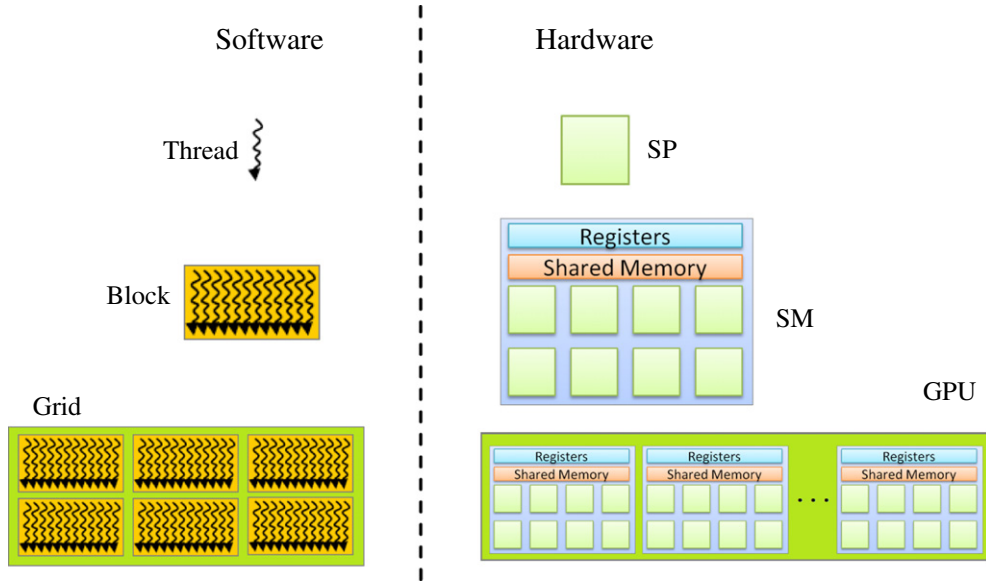 Software
Hardware
Thread
SP
Registers
Shared Memory
Block
SM
GPU
Grid
Registers
Shared Memory
Registers
Shared Memory
...
Registers
Shared Memory